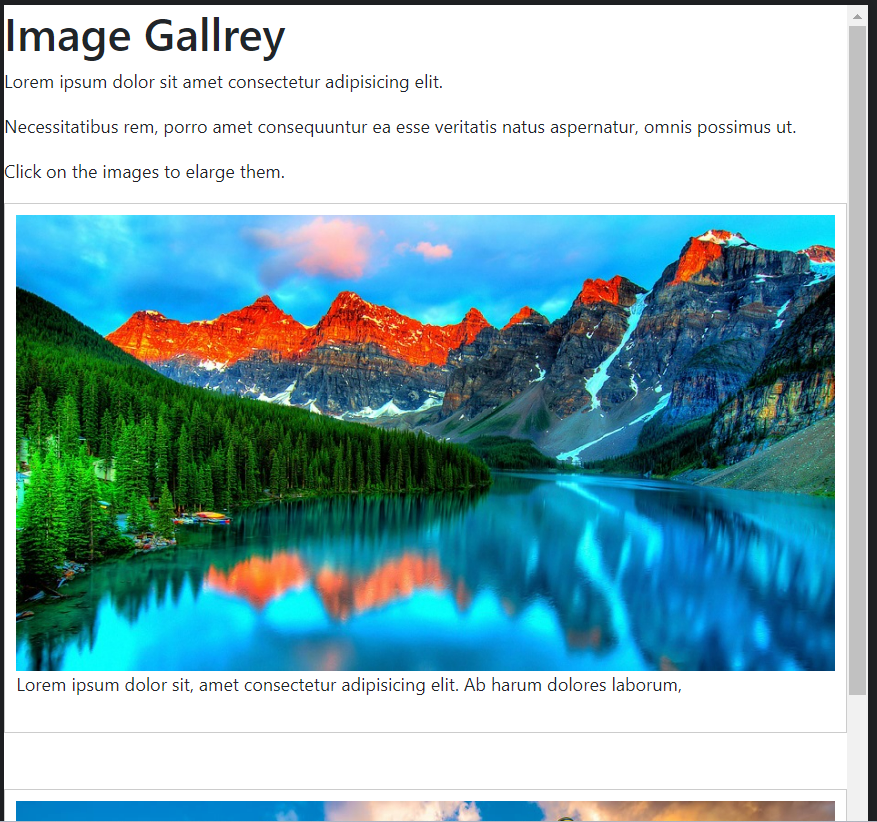 Image Gallrey
Lorem ipsum dolor sit amet consectetur adipisicing elit.
Necessitatibus rem, porro amet consequuntur ea esse veritatis natus aspernatur, omnis possimus ut.
Click on the images to elarge them.
Lorem ipsum dolor sit, amet consectetur adipisicing elit. Ab harum dolores laborum,